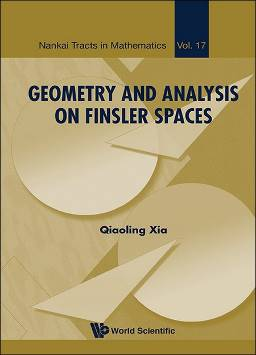 Nankai Tracts in Mathematics Vol. 17
GEOMETRY AND ANALYSIS
ON FINSLER SPACES
Qiaoling Xia
World Scientific